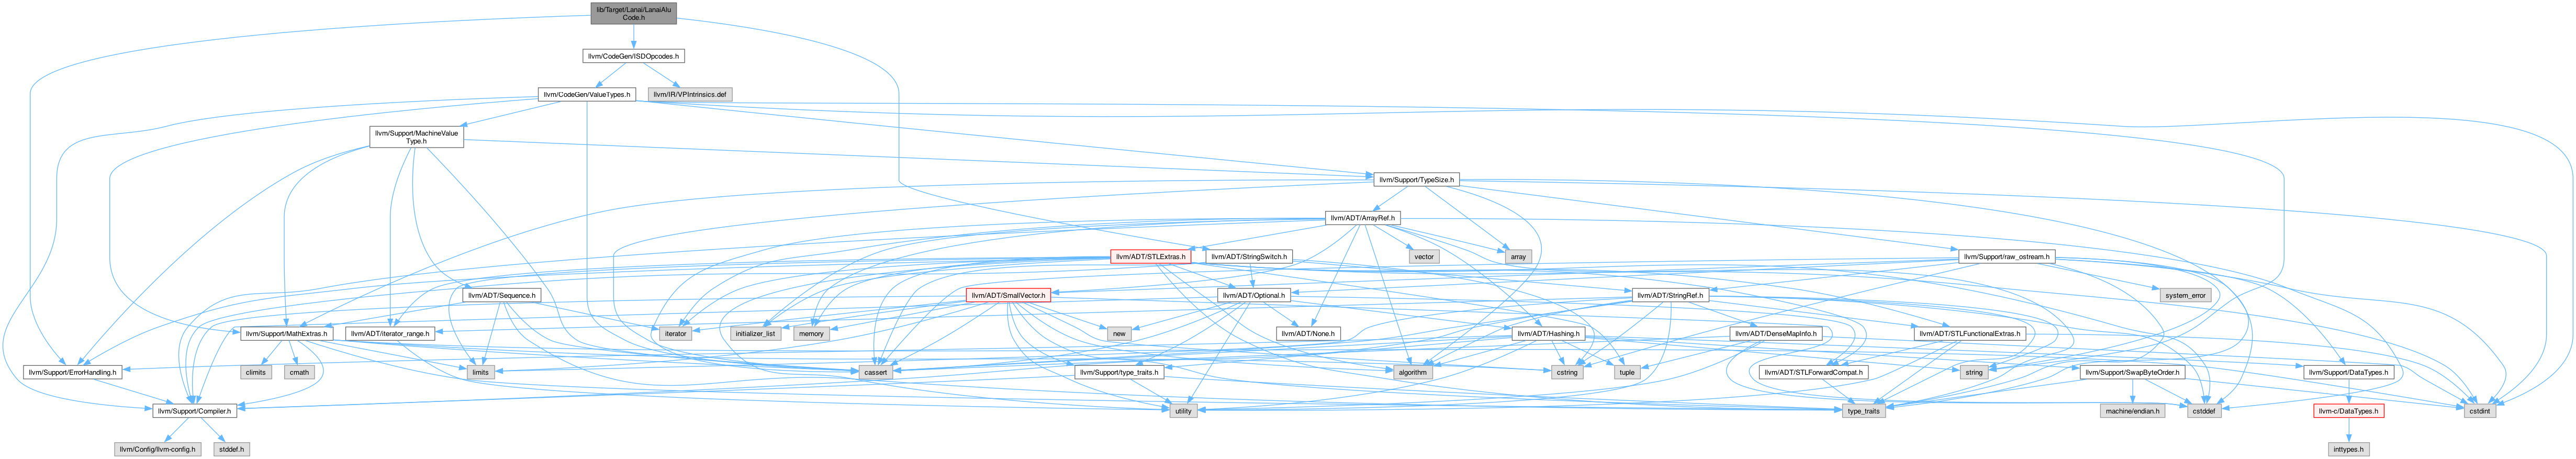 lib/Target/Lanai/LanaiAlu
Code.h
llvm/CodeGen/ISDOpcodes.h
llvm/CodeGen/ValueTypes.h
llvm/IR/VPIntrinsics.def
llvm/Support/MachineValue
Type.h
llvm/Support/TypeSize.h
llvm/ADT/ArrayRef.h
llvm/ADT/STLExtras.h
llvm/ADT/StringSwitch.h
vector
array
llvm/Support/raw_ostream.h
llvm/ADT/Sequence.h
llvm/ADT/SmallVector.h
llvm/ADT/Optional.h
llvm/ADT/StringRef.h
system_error
llvm/Support/MathExtras.h
llvm/ADT/iterator_range.h
iterator
initializer_list
memory
new
llvm/ADT/None.h
llvm/ADT/Hashing.h
llvm/ADT/DenseMapInfo.h
llvm/ADT/STLFunctionalExtras.h
llvm/Support/ErrorHandling.h
climits
cmath
limits
cassert
llvm/Support/type_traits.h
algorithm
cstring
tuple
llvm/ADT/STLForwardCompat.h
string
llvm/Support/SwapByteOrder.h
llvm/Support/DataTypes.h
llvm/Support/Compiler.h
utility
type_traits
machine/endian.h
cstddef
llvm-c/DataTypes.h
cstdint
llvm/Config/llvm-config.h
stddef.h
inttypes.h